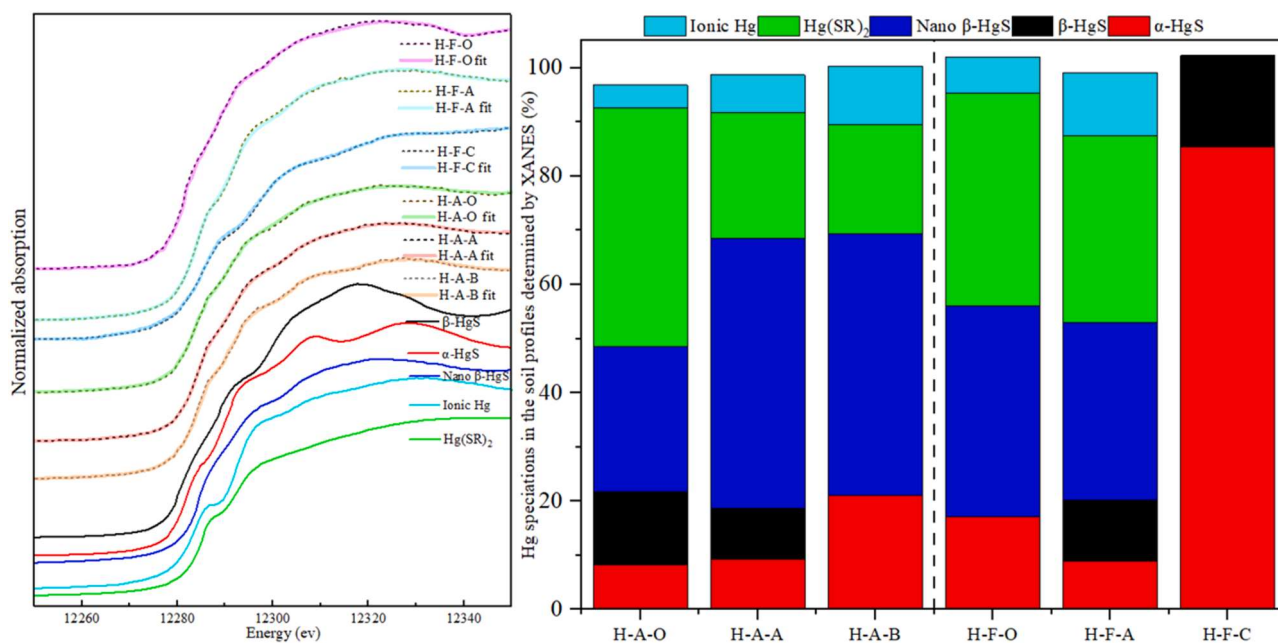 Normalized absorption
H-F-O
H-F-O fit
H-F-A
H-F-A fit
H-F-C
H-F-C fit
H-A-O
H-A-O fit
H-A-A
H-A-A fit
H-A-B
H-A-B fit
β-HgS
α-HgS
Nano β-HgS
Ionic Hg
Hg(SR)2
12260 12280 12300 12320 12340
Energy (ev)
Ionic Hg Hg(SR)2 Nano β-HgS β-HgS α-HgS
Hg speciations in the soil profiles determined by XANES (%)
100
80
60
40
20
0
H-A-O H-A-A H-A-B H-F-O H-F-A H-F-C